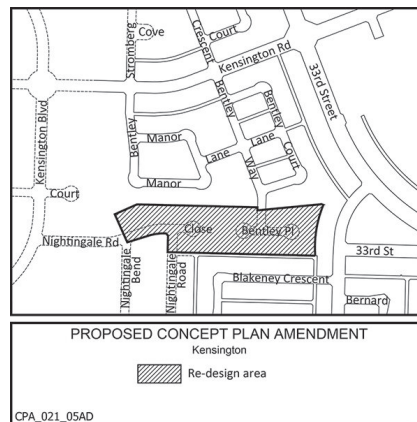 Stromberg
Cove
Crescent
Court
Kensington Rd
33rd Street
Kensington Blvd
Bentley
Manor
Manor
Bentley
Way
Lane
Lane
Bentley
Court
Court
Nightingale Rd
Close
Bentley Pl
Nightingale
Bend
Nightingale
Road
33rd St
Blakeney Crescent
Bernard
PROPOSED CONCEPT PLAN AMENDMENT
Kensington
Re-design area
CPA_021_05AD